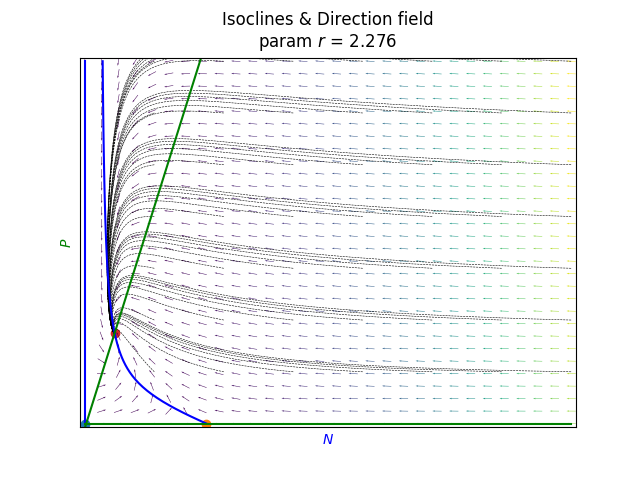 Isoclines & Direction field
param r = 2.276
P
N